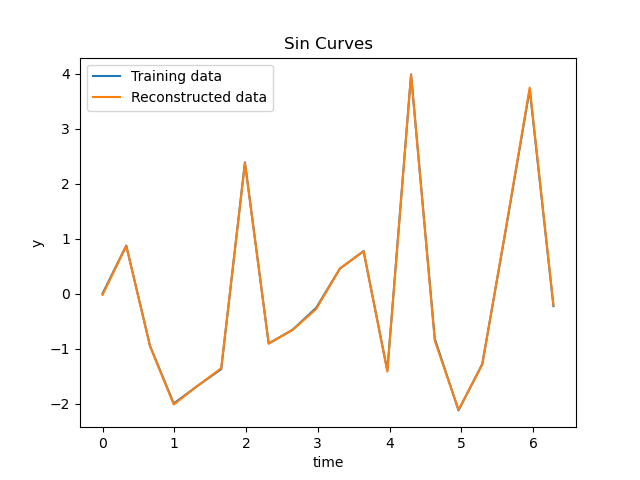 Sin Curves
Training data
Reconstructed data
4
3
2
1
0
−1
−2
y
0 1 2 3 4 5 6
time